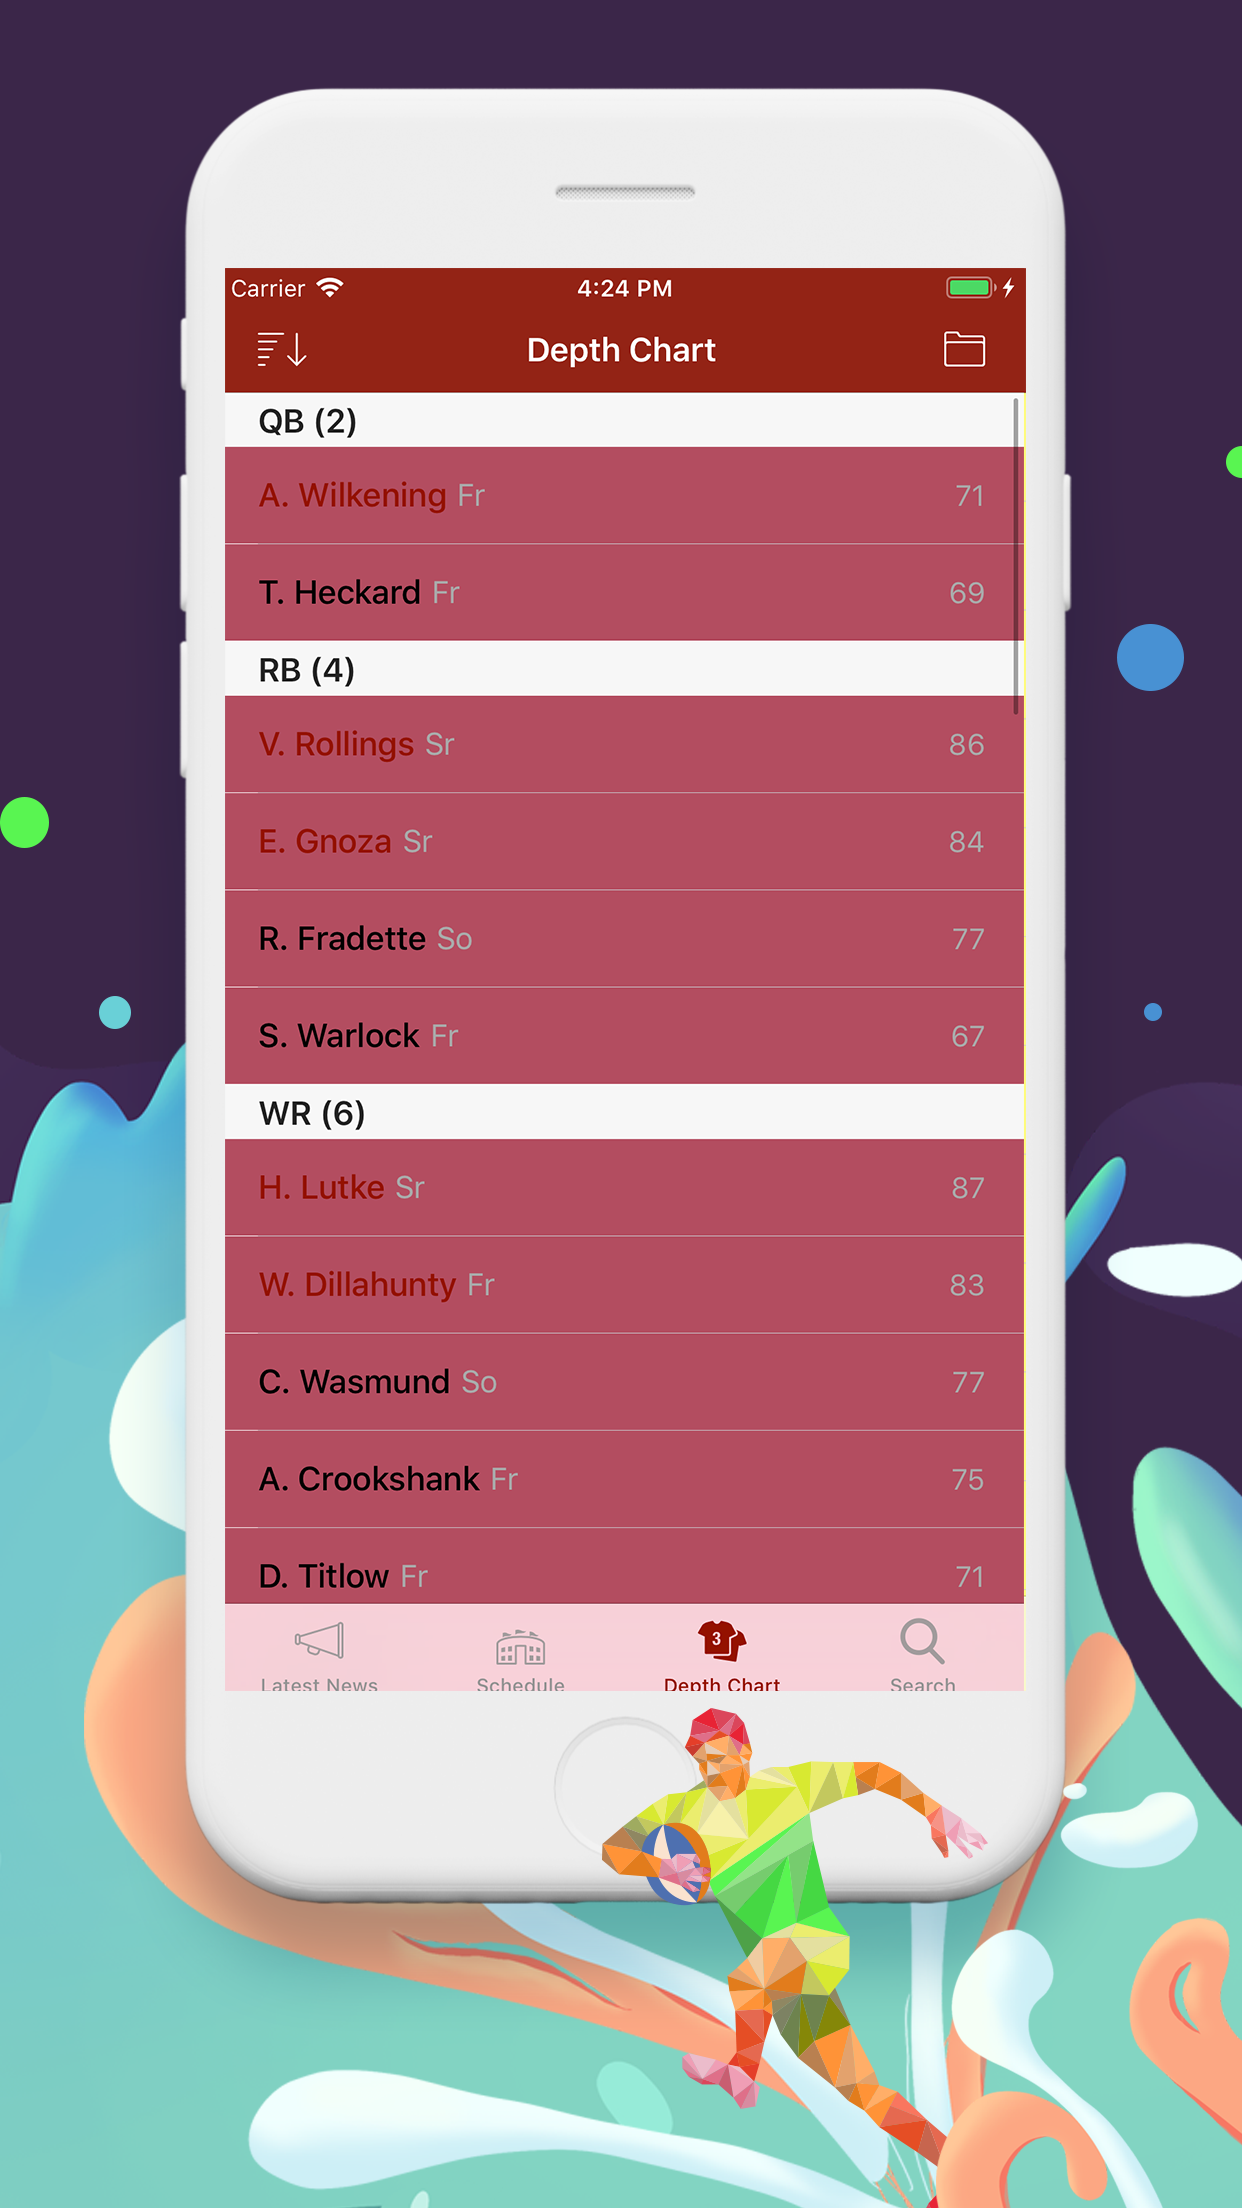 Carrier 4:24 PM
Depth Chart
QB (2)
A. Wilkening Fr 71
T. Heckard Fr 69
RB (4)
V. Rollings Sr 86
E. Gnoza Sr 84
R. Fradette So 77
S. Warlock Fr 67
WR (6)
H. Lutke Sr 87
W. Dillahunty Fr 83
C. Wasmund So 77
A. Crookshank Fr 75
D. Titlow Fr 71
3
Latest News Schedule Depth Chart Search